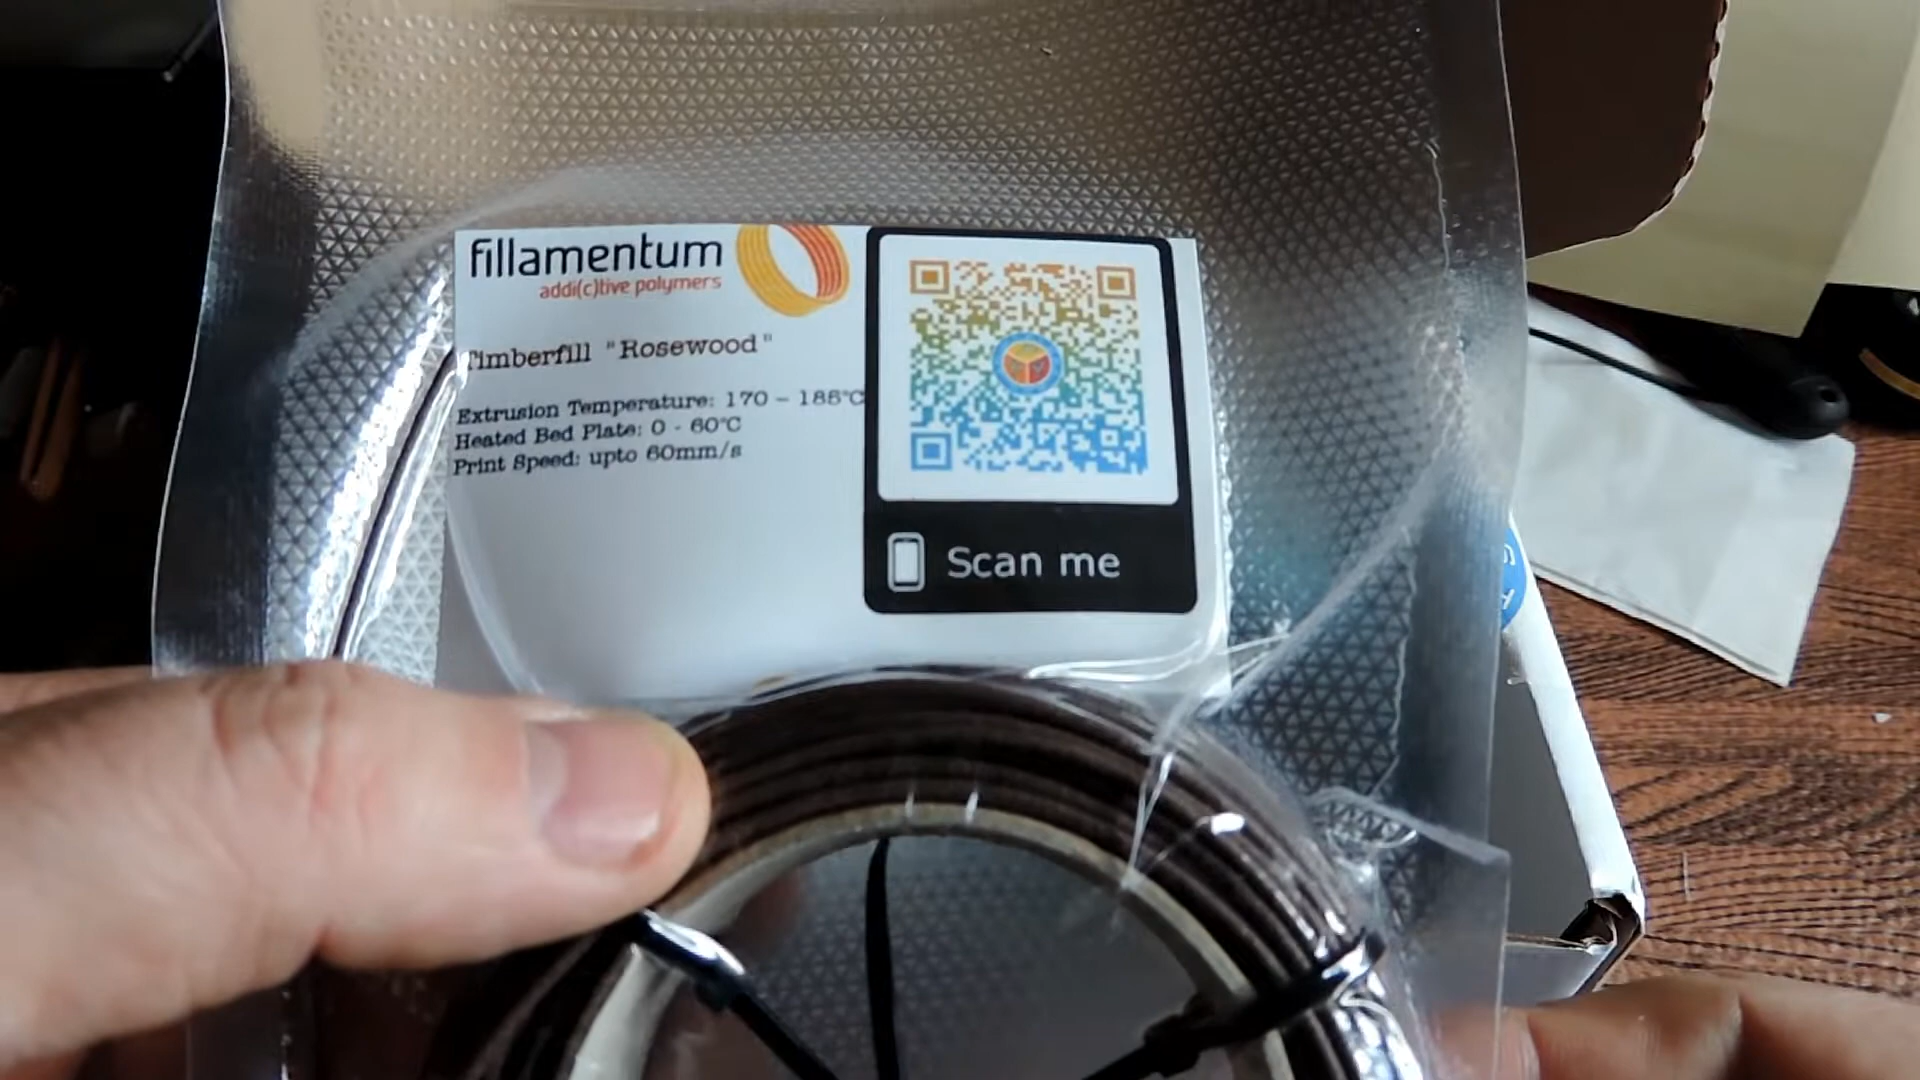 fillamentum
addi(c)tive polymers
Timberfill "Rosewood"
Extrusion Temperature: 170 – 185°C
Heated Bed Plate: 0 - 60°C
Print Speed: upto 60mm/s
Scan me